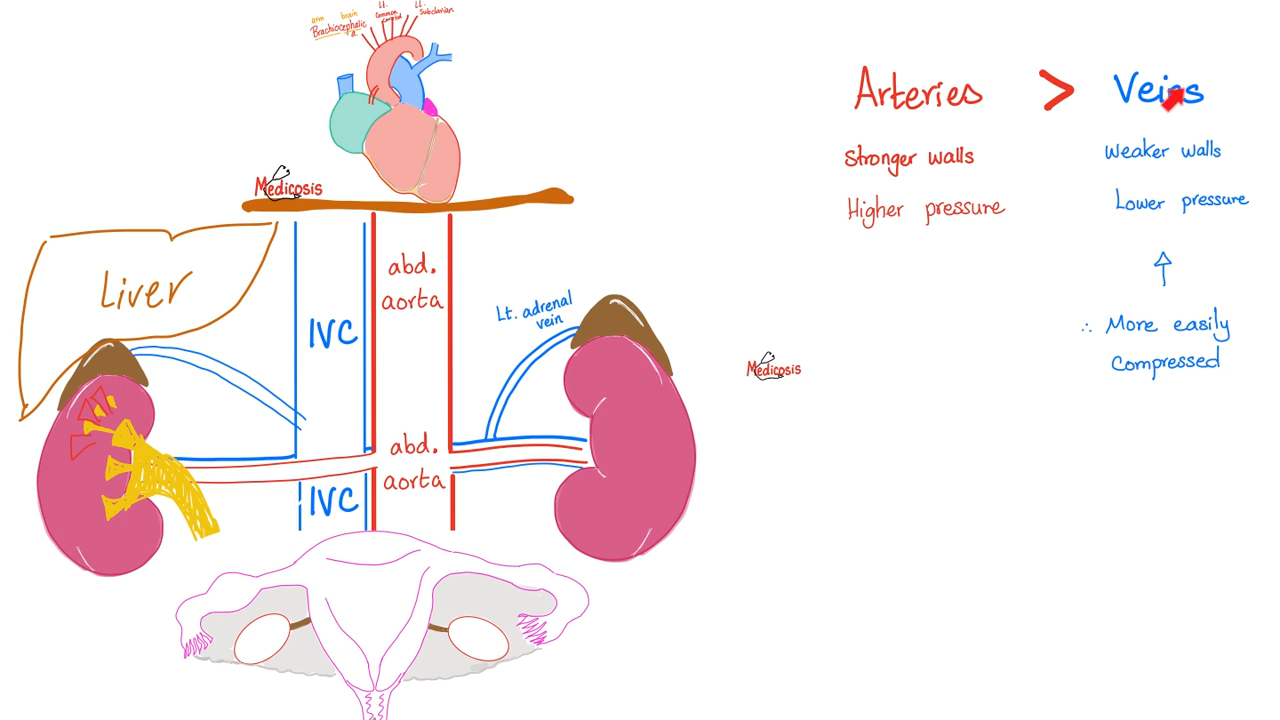 arm brain
Brachiocephalic
a.
Lt.
Common
carotid
Lt.
Subclavian
Medicosis
Liver
IVC
abd.
aorta
Lt. adrenal
vein
abd.
aorta
IVC
Medicosis
Arteries > Veins
Stronger walls
Weaker walls
Higher pressure
Lower pressure
∴ More easily
compressed